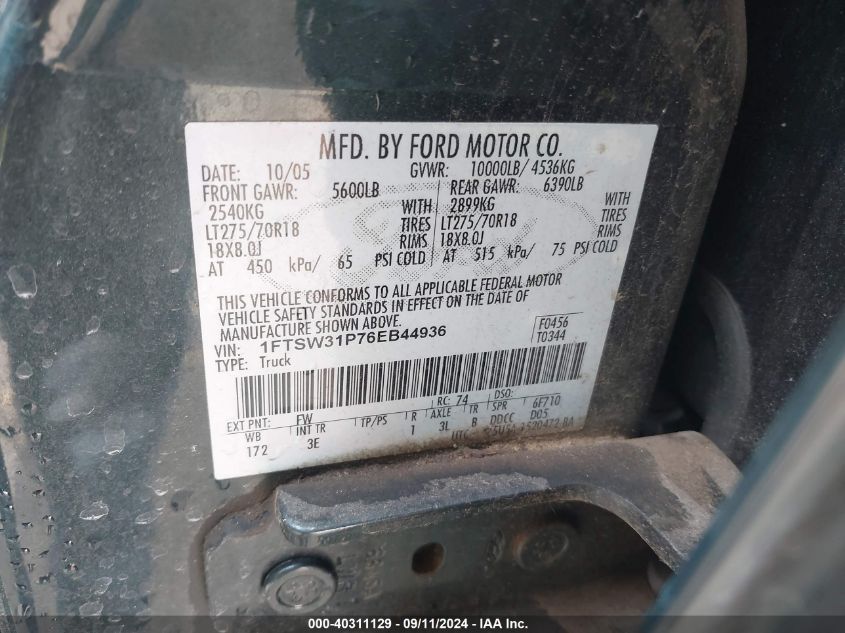 MFD. BY FORD MOTOR CO.
DATE: 10/05 GVWR: 10000LB/ 4536KG
FRONT GAWR: 5600LB REAR GAWR: 6390LB
2540KG WITH 2899KG WITH
LT275/70R18 TIRES LT275/70R18 TIRES
18X8.0J RIMS 18X8.0J RIMS
AT 450 kPa/ 65 PSI COLD AT 515 kPa/ 75 PSI COLD
THIS VEHICLE CONFORMS TO ALL APPLICABLE FEDERAL MOTOR
VEHICLE SAFETY STANDARDS IN EFFECT ON THE DATE OF
MANUFACTURE SHOWN ABOVE.
VIN: 1FTSW31P76EB44936 F0456
TYPE: Truck T0344
RC: 74 DSO:
EXT PNT: FW 6F710
WB INT TR TP/PS R AXLE TR SPR D05
172 3E 1 3L B DDCC
UTC
000-40311129 - 09/11/2024 - IAA Inc.